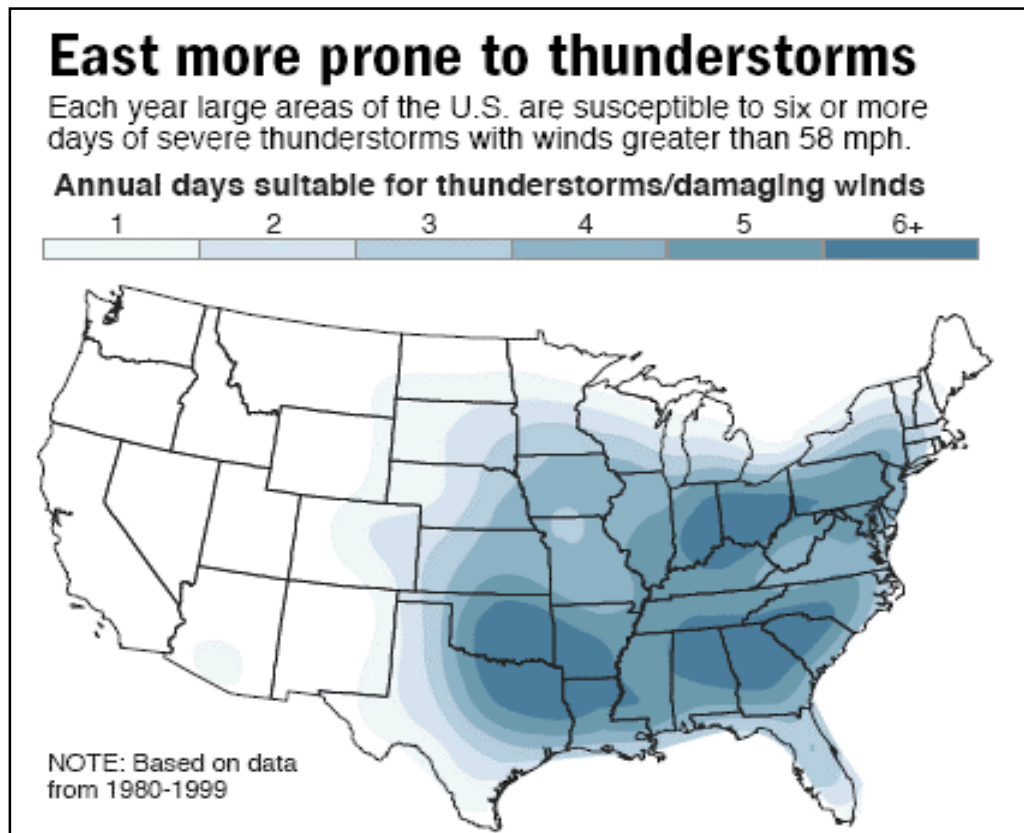 East more prone to thunderstorms
Each year large areas of the U.S. are susceptible to six or more
days of severe thunderstorms with winds greater than 58 mph.
Annual days suitable for thunderstorms/damaging winds
1 2 3 4 5 6+
NOTE: Based on data
from 1980-1999